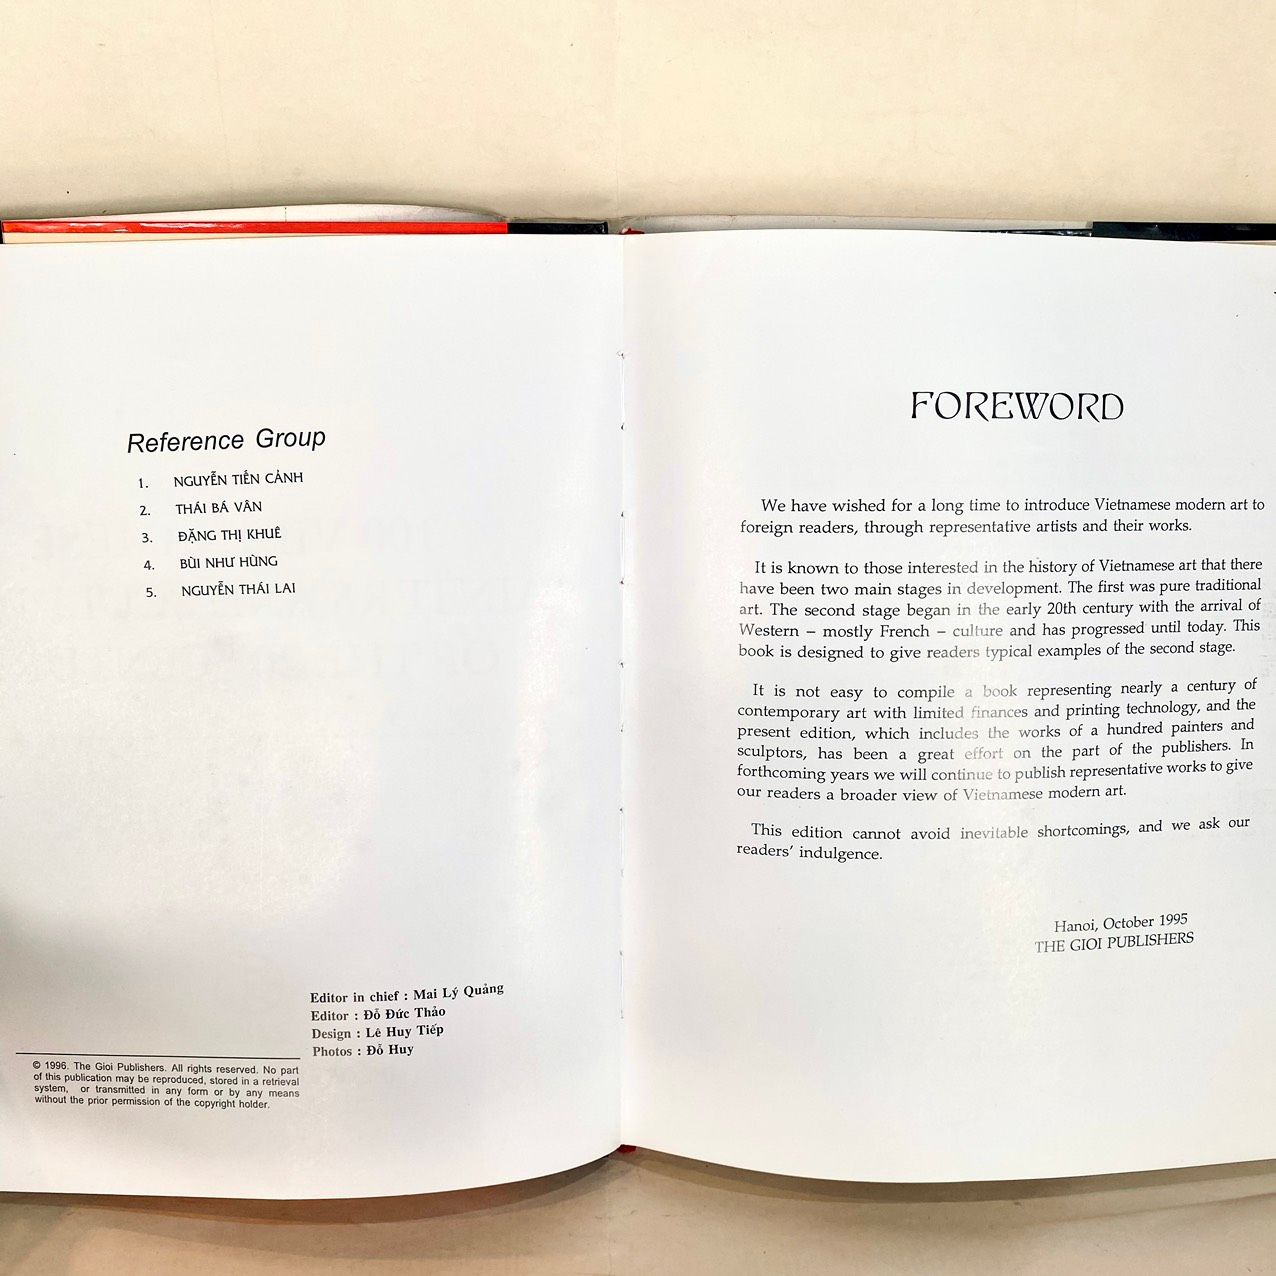 Reference Group
1. NGUYỄN TIẾN CẢNH
2. THÁI BÁ VÂN
3. ĐẶNG THỊ KHUÊ
4. BÙI NHƯ HÙNG
5. NGUYỄN THÁI LAI
Editor in chief : Mai Lý Quảng
Editor : Đỗ Đức Thảo
Design : Lê Huy Tiếp
Photos : Đỗ Huy
© 1996. The Gioi Publishers. All rights reserved. No part
of this publication may be reproduced, stored in a retrieval
system, or transmitted in any form or by any means
without the prior permission of the copyright holder.
FOREWORD
We have wished for a long time to introduce Vietnamese modern art to
foreign readers, through representative artists and their works.
It is known to those interested in the history of Vietnamese art that there
have been two main stages in development. The first was pure traditional
art. The second stage began in the early 20th century with the arrival of
Western – mostly French – culture and has progressed until today. This
book is designed to give readers typical examples of the second stage.
It is not easy to compile a book representing nearly a century of
contemporary art with limited finances and printing technology, and the
present edition, which includes the works of a hundred painters and
sculptors, has been a great effort on the part of the publishers. In
forthcoming years we will continue to publish representative works to give
our readers a broader view of Vietnamese modern art.
This edition cannot avoid inevitable shortcomings, and we ask our
readers' indulgence.
Hanoi, October 1995
THE GIOI PUBLISHERS